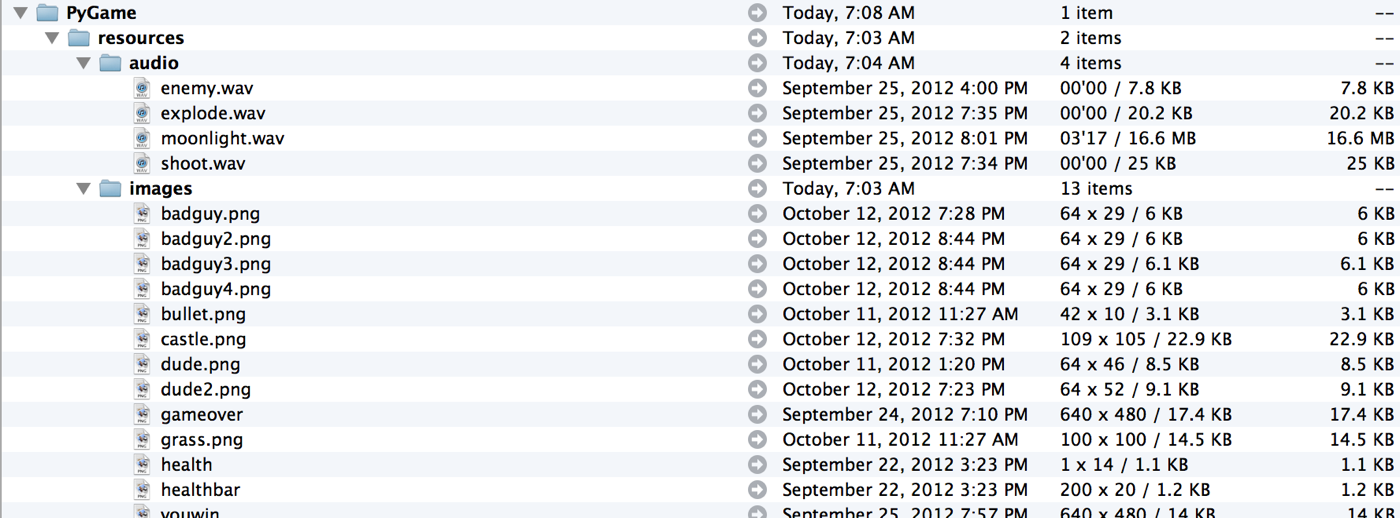 PyGame Today, 7:08 AM 1 item --
resources Today, 7:03 AM 2 items --
audio Today, 7:04 AM 4 items --
enemy.wav September 25, 2012 4:00 PM 00'00 / 7.8 KB 7.8 KB
explode.wav September 25, 2012 7:35 PM 00'00 / 20.2 KB 20.2 KB
moonlight.wav September 25, 2012 8:01 PM 03'17 / 16.6 MB 16.6 MB
shoot.wav September 25, 2012 7:34 PM 00'00 / 25 KB 25 KB
images Today, 7:03 AM 13 items --
badguy.png October 12, 2012 7:28 PM 64 x 29 / 6 KB 6 KB
badguy2.png October 12, 2012 8:44 PM 64 x 29 / 6 KB 6 KB
badguy3.png October 12, 2012 8:44 PM 64 x 29 / 6.1 KB 6.1 KB
badguy4.png October 12, 2012 8:44 PM 64 x 29 / 6 KB 6 KB
bullet.png October 11, 2012 11:27 AM 42 x 10 / 3.1 KB 3.1 KB
castle.png October 12, 2012 7:32 PM 109 x 105 / 22.9 KB 22.9 KB
dude.png October 11, 2012 1:20 PM 64 x 46 / 8.5 KB 8.5 KB
dude2.png October 12, 2012 7:23 PM 64 x 52 / 9.1 KB 9.1 KB
gameover September 24, 2012 7:10 PM 640 x 480 / 17.4 KB 17.4 KB
grass.png October 11, 2012 11:27 AM 100 x 100 / 14.5 KB 14.5 KB
health September 22, 2012 3:23 PM 1 x 14 / 1.1 KB 1.1 KB
healthbar September 22, 2012 3:23 PM 200 x 20 / 1.2 KB 1.2 KB
youwin September 25, 2012 7:57 PM 640 x 480 / 14 KB 14 KB